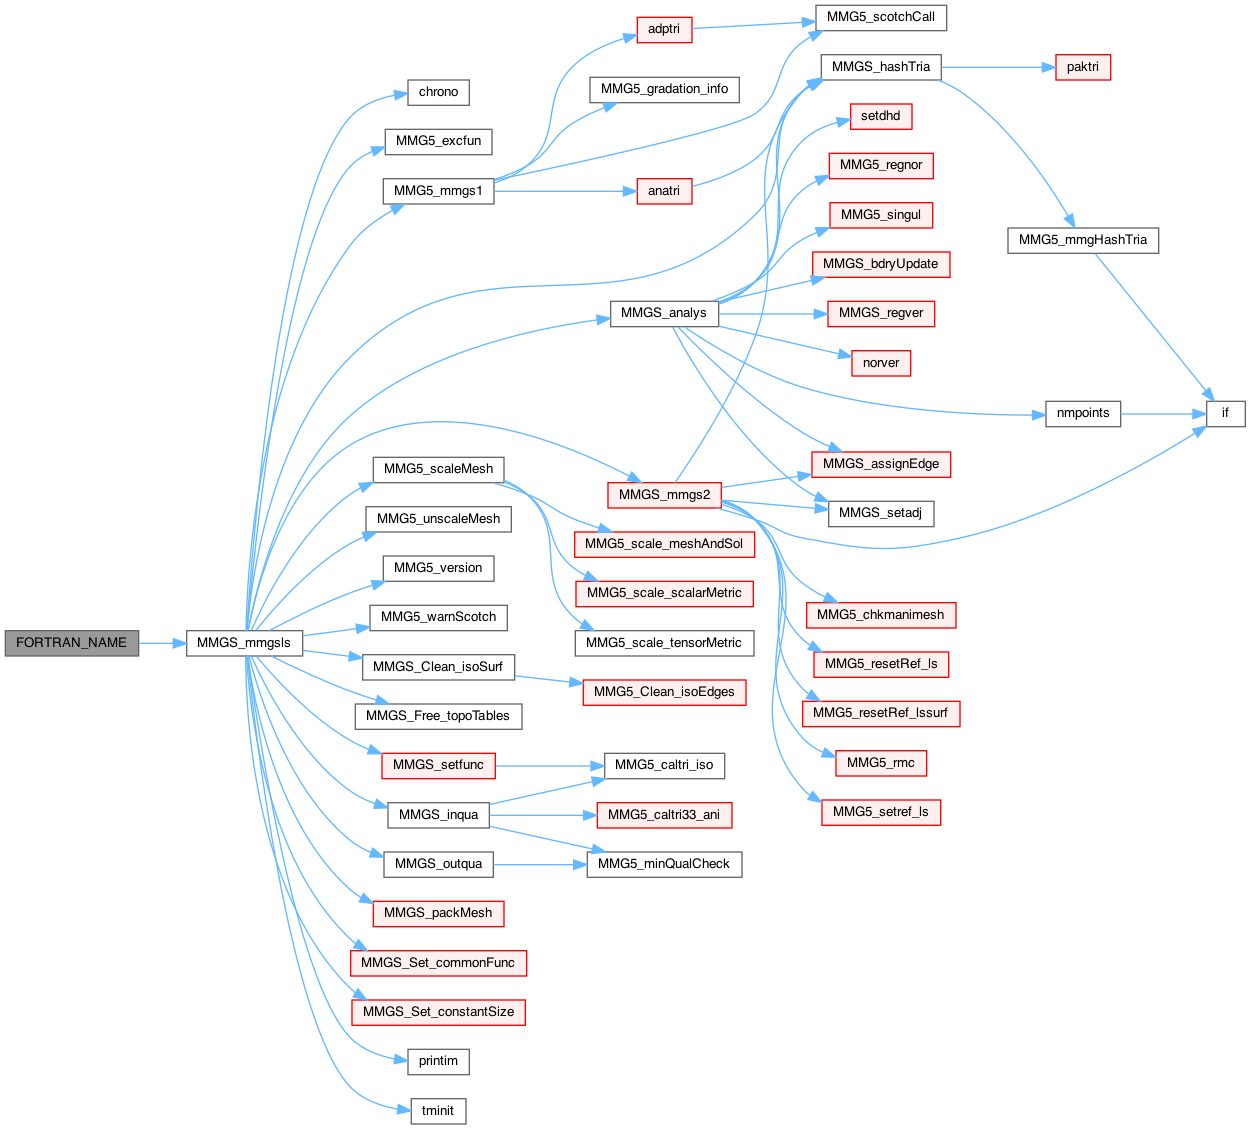 FORTRAN_NAME
MMGS_mmgsls
chrono
MMG5_excfun
MMG5_mmgs1
MMG5_scaleMesh
MMG5_unscaleMesh
MMG5_version
MMG5_warnScotch
MMGS_Clean_isoSurf
MMGS_Free_topoTables
MMGS_setfunc
MMGS_inqua
MMGS_outqua
MMGS_packMesh
MMGS_Set_commonFunc
MMGS_Set_constantSize
printim
tminit
adptri
MMG5_gradation_info
anatri
MMGS_analys
MMGS_mmgs2
MMG5_scale_meshAndSol
MMG5_scale_scalarMetric
MMG5_scale_tensorMetric
MMG5_Clean_isoEdges
MMG5_caltri_iso
MMG5_caltri33_ani
MMG5_minQualCheck
MMG5_scotchCall
MMGS_hashTria
setdhd
MMG5_regnor
MMG5_singul
MMGS_bdryUpdate
MMGS_regver
norver
MMGS_assignEdge
MMGS_setadj
MMG5_chkmanimesh
MMG5_resetRef_ls
MMG5_resetRef_lssurf
MMG5_rmc
MMG5_setref_ls
paktri
MMG5_mmgHashTria
nmpoints
if